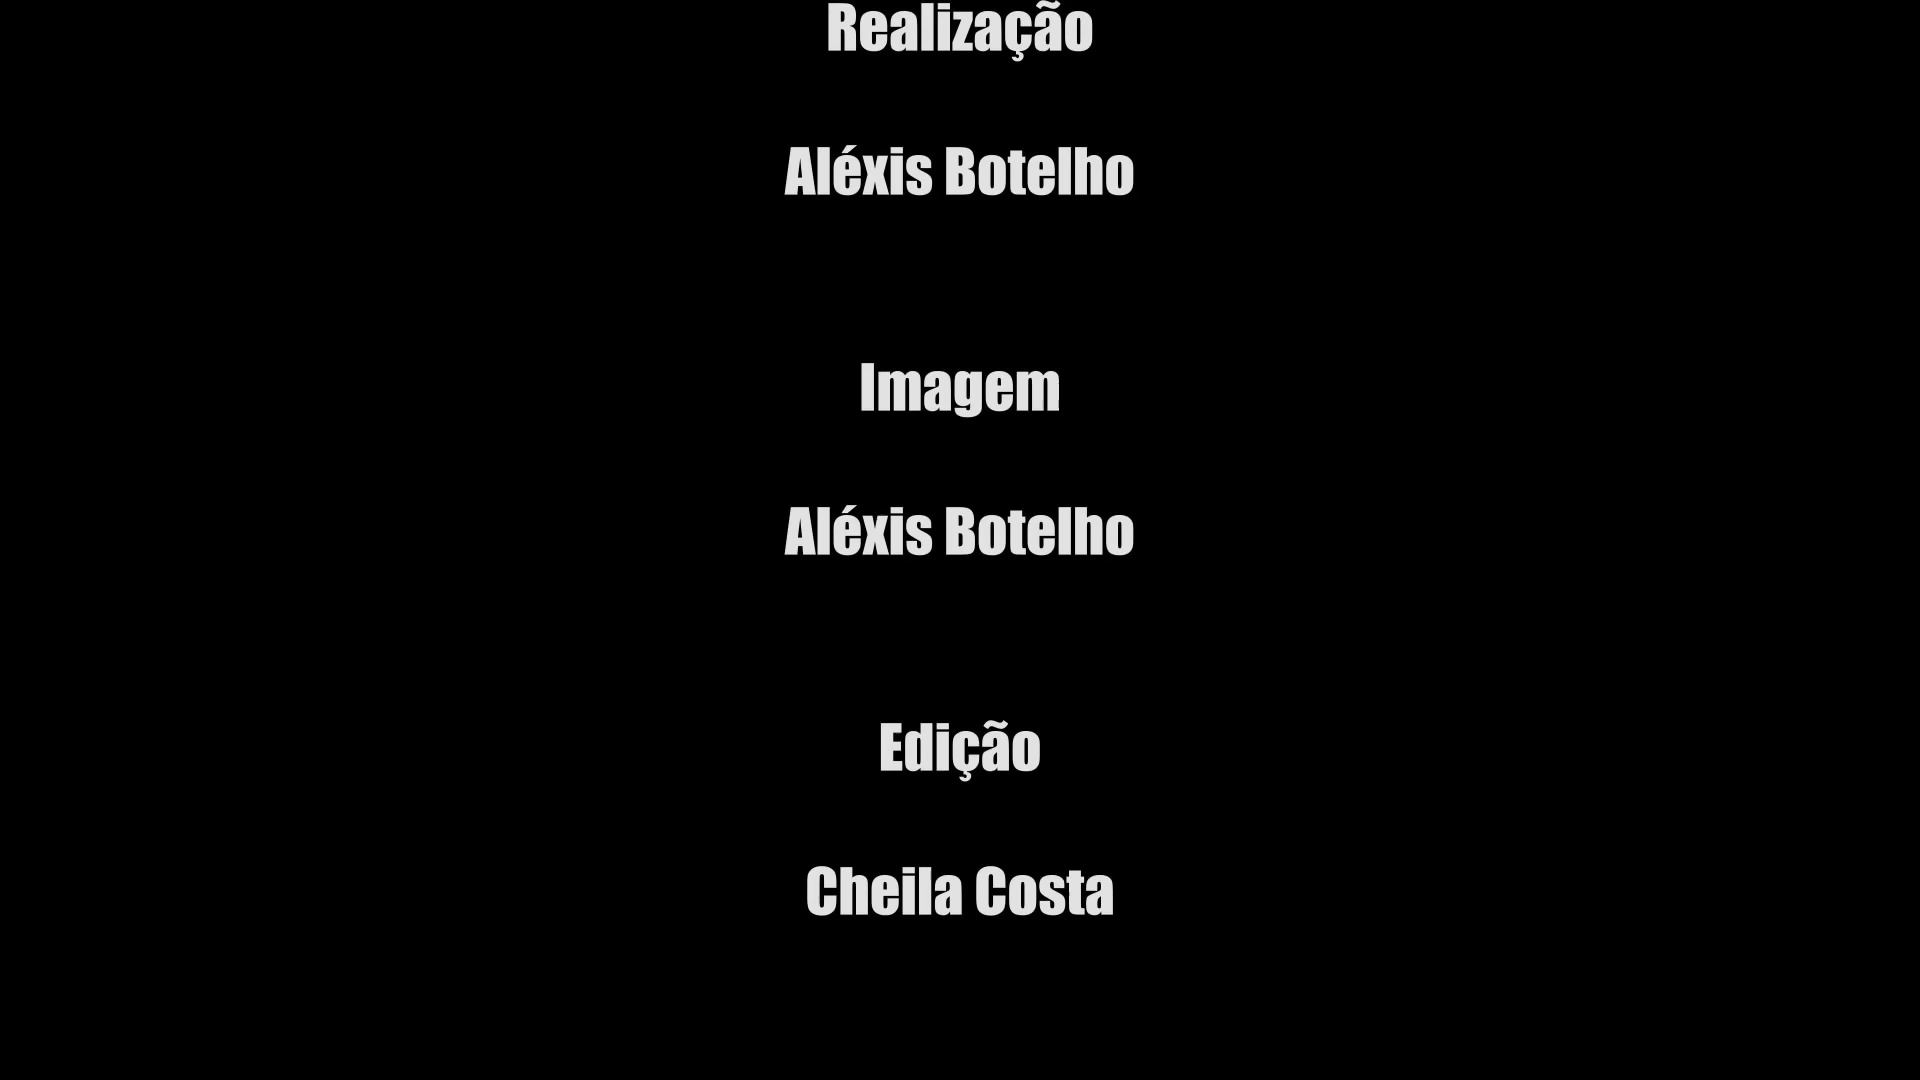 Realização
Aléxis Botelho
Imagem
Aléxis Botelho
Edição
Cheila Costa